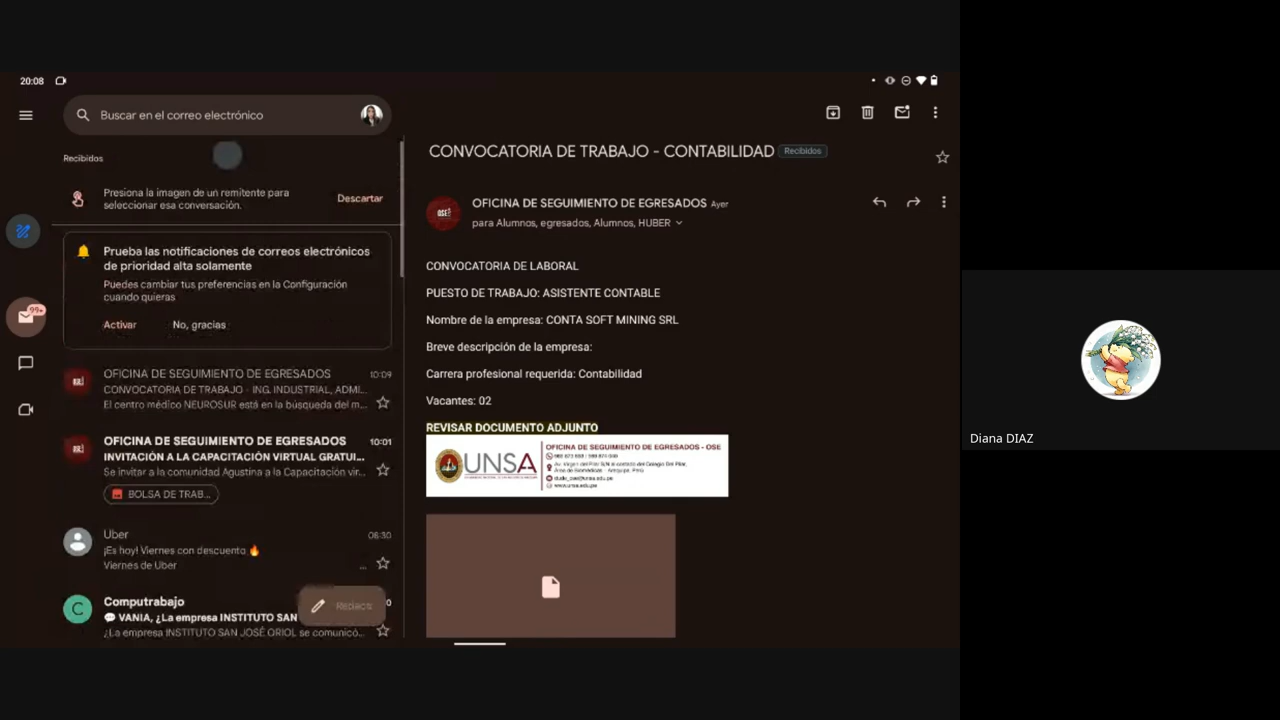 20:08
Buscar en el correo electrónico
Recibidos
Presiona la imagen de un remitente para
seleccionar esa conversación.
Descartar
Prueba las notificaciones de correos electrónicos
de prioridad alta solamente
Puedes cambiar tus preferencias en la Configuración
cuando quieras
Activar
No, gracias
99+
OFICINA DE SEGUIMIENTO DE EGRESADOS 10:09
CONVOCATORIA DE TRABAJO - ING. INDUSTRIAL, ADMI...
El centro médico NEUROSUR está en la búsqueda del m...
OFICINA DE SEGUIMIENTO DE EGRESADOS 10:01
INVITACIÓN A LA CAPACITACIÓN VIRTUAL GRATUI...
Se invitar a la comunidad Agustina a la Capacitación vir...
BOLSA DE TRAB...
Uber 08:30
¡Es hoy! Viernes con descuento 🔥
Viernes de Uber ...
C
Computrabajo
💬 VANIA, ¿La empresa INSTITUTO SAN
¿La empresa INSTITUTO SAN JOSÉ ORIOL se comunicó...
Redacta
CONVOCATORIA DE TRABAJO - CONTABILIDAD Recibidos
OSE
OFICINA DE SEGUIMIENTO DE EGRESADOS Ayer
para Alumnos, egresados, Alumnos, HUBER
CONVOCATORIA DE LABORAL
PUESTO DE TRABAJO: ASISTENTE CONTABLE
Nombre de la empresa: CONTA SOFT MINING SRL
Breve descripción de la empresa:
Carrera profesional requerida: Contabilidad
Vacantes: 02
REVISAR DOCUMENTO ADJUNTO
UNSA
OFICINA DE SEGUIMIENTO DE EGRESADOS - OSE
www.unsa.edu.pe
Diana DIAZ